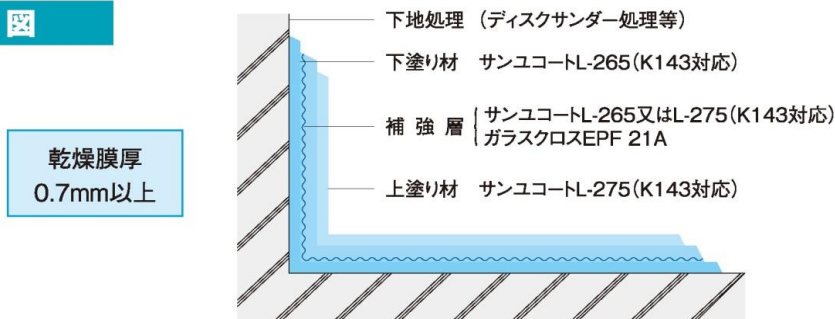 図
下地処理（ディスクサンダー処理等）
下塗り材　サンユコートL-265（K143対応）
補 強 層　サンユコートL-265又はL-275（K143対応）
ガラスクロスEPF 21A
上塗り材　サンユコートL-275（K143対応）
乾燥膜厚
0.7mm以上